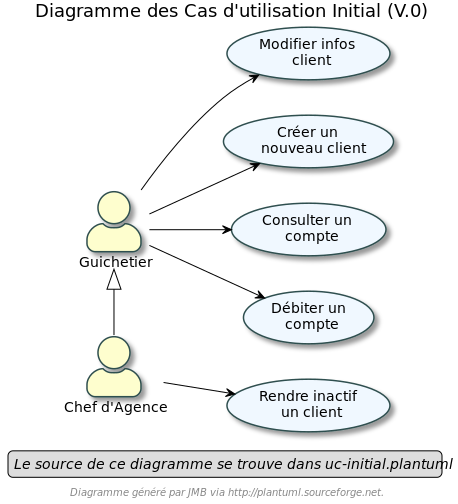 Diagramme des Cas d'utilisation Initial (V.0)
Modifier infos
client
Créer un
nouveau client
Consulter un
compte
Guichetier
Débiter un
compte
Chef d'Agence
Rendre inactif
un client
Le source de ce diagramme se trouve dans uc-initial.plantuml
Diagramme généré par JMB via http://plantuml.sourceforge.net.